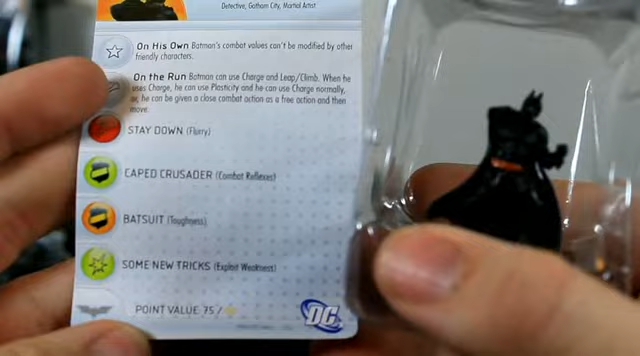 Detective, Gotham City, Martial Artist
On His Own Batman's combat values can't be modified by other
friendly characters.
On the Run Batman can use Charge and Leap/Climb. When he
uses Charge, he can use Plasticity and he can use Charge normally,
or, he can be given a close combat action as a free action and then
move.
STAY DOWN (Flurry)
CAPED CRUSADER (Combat Reflexes)
BATSUIT (Toughness)
SOME NEW TRICKS (Exploit Weakness)
POINT VALUE 75 /
DC